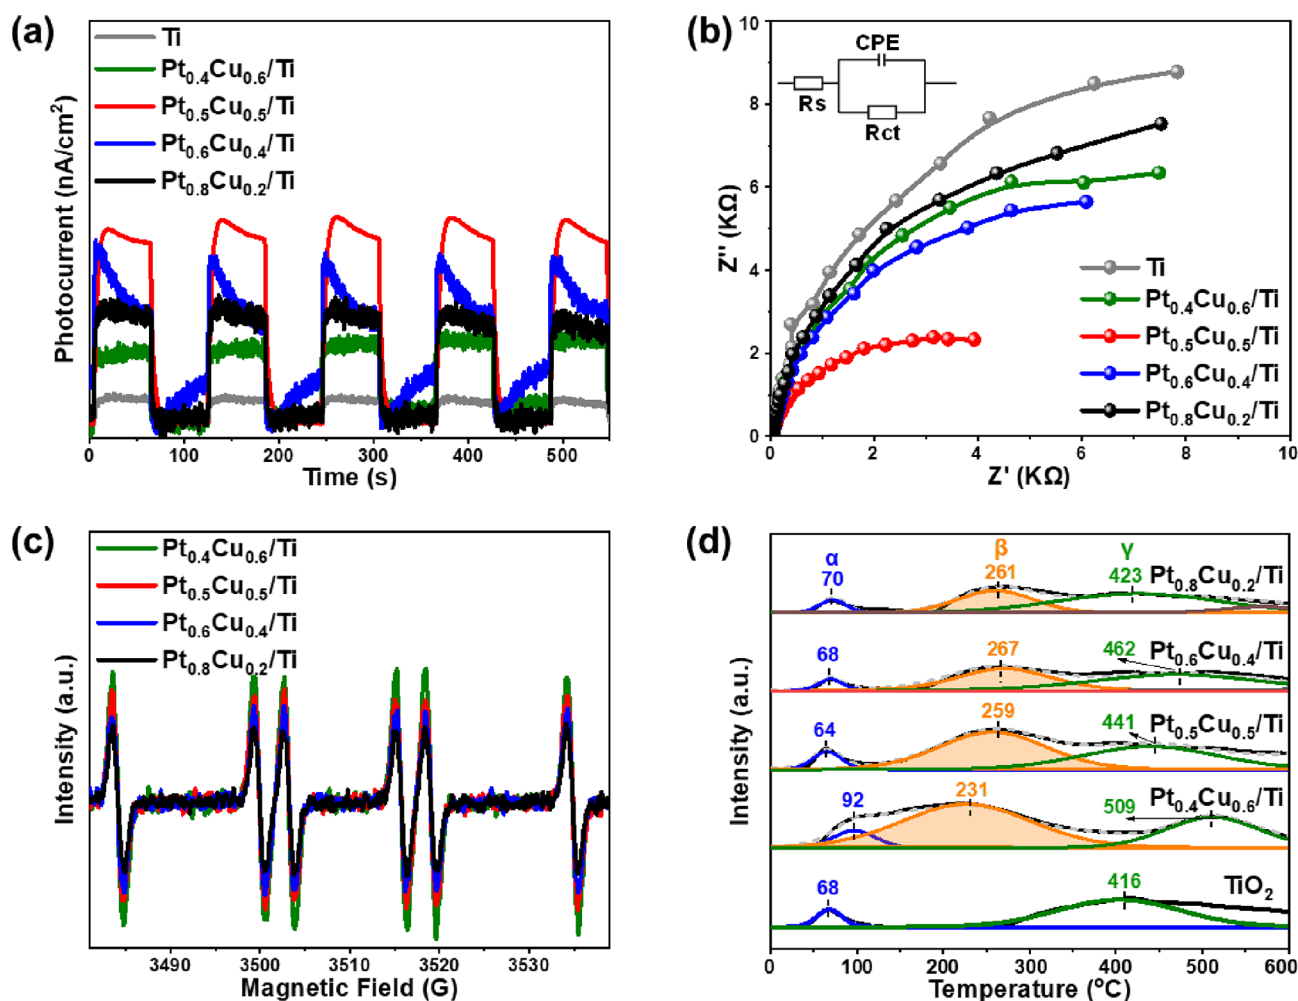 (a)
Ti
Pt0.4Cu0.6/Ti
Pt0.5Cu0.5/Ti
Pt0.6Cu0.4/Ti
Pt0.8Cu0.2/Ti
Photocurrent (nA/cm2)
0 100 200 300 400 500
Time (s)
(b)
CPE
Rs
Rct
Z'' (KΩ)
10
8
6
4
2
0
Ti
Pt0.4Cu0.6/Ti
Pt0.5Cu0.5/Ti
Pt0.6Cu0.4/Ti
Pt0.8Cu0.2/Ti
0 2 4 6 8 10
Z' (KΩ)
(c)
Pt0.4Cu0.6/Ti
Pt0.5Cu0.5/Ti
Pt0.6Cu0.4/Ti
Pt0.8Cu0.2/Ti
Intensity (a.u.)
3490 3500 3510 3520 3530
Magnetic Field (G)
(d)
α β γ
70 261 423 Pt0.8Cu0.2/Ti
68 267 462 Pt0.6Cu0.4/Ti
64 259 441 Pt0.5Cu0.5/Ti
92 231 509 Pt0.4Cu0.6/Ti
68 416 TiO2
Intensity (a.u.)
0 100 200 300 400 500 600
Temperature (°C)